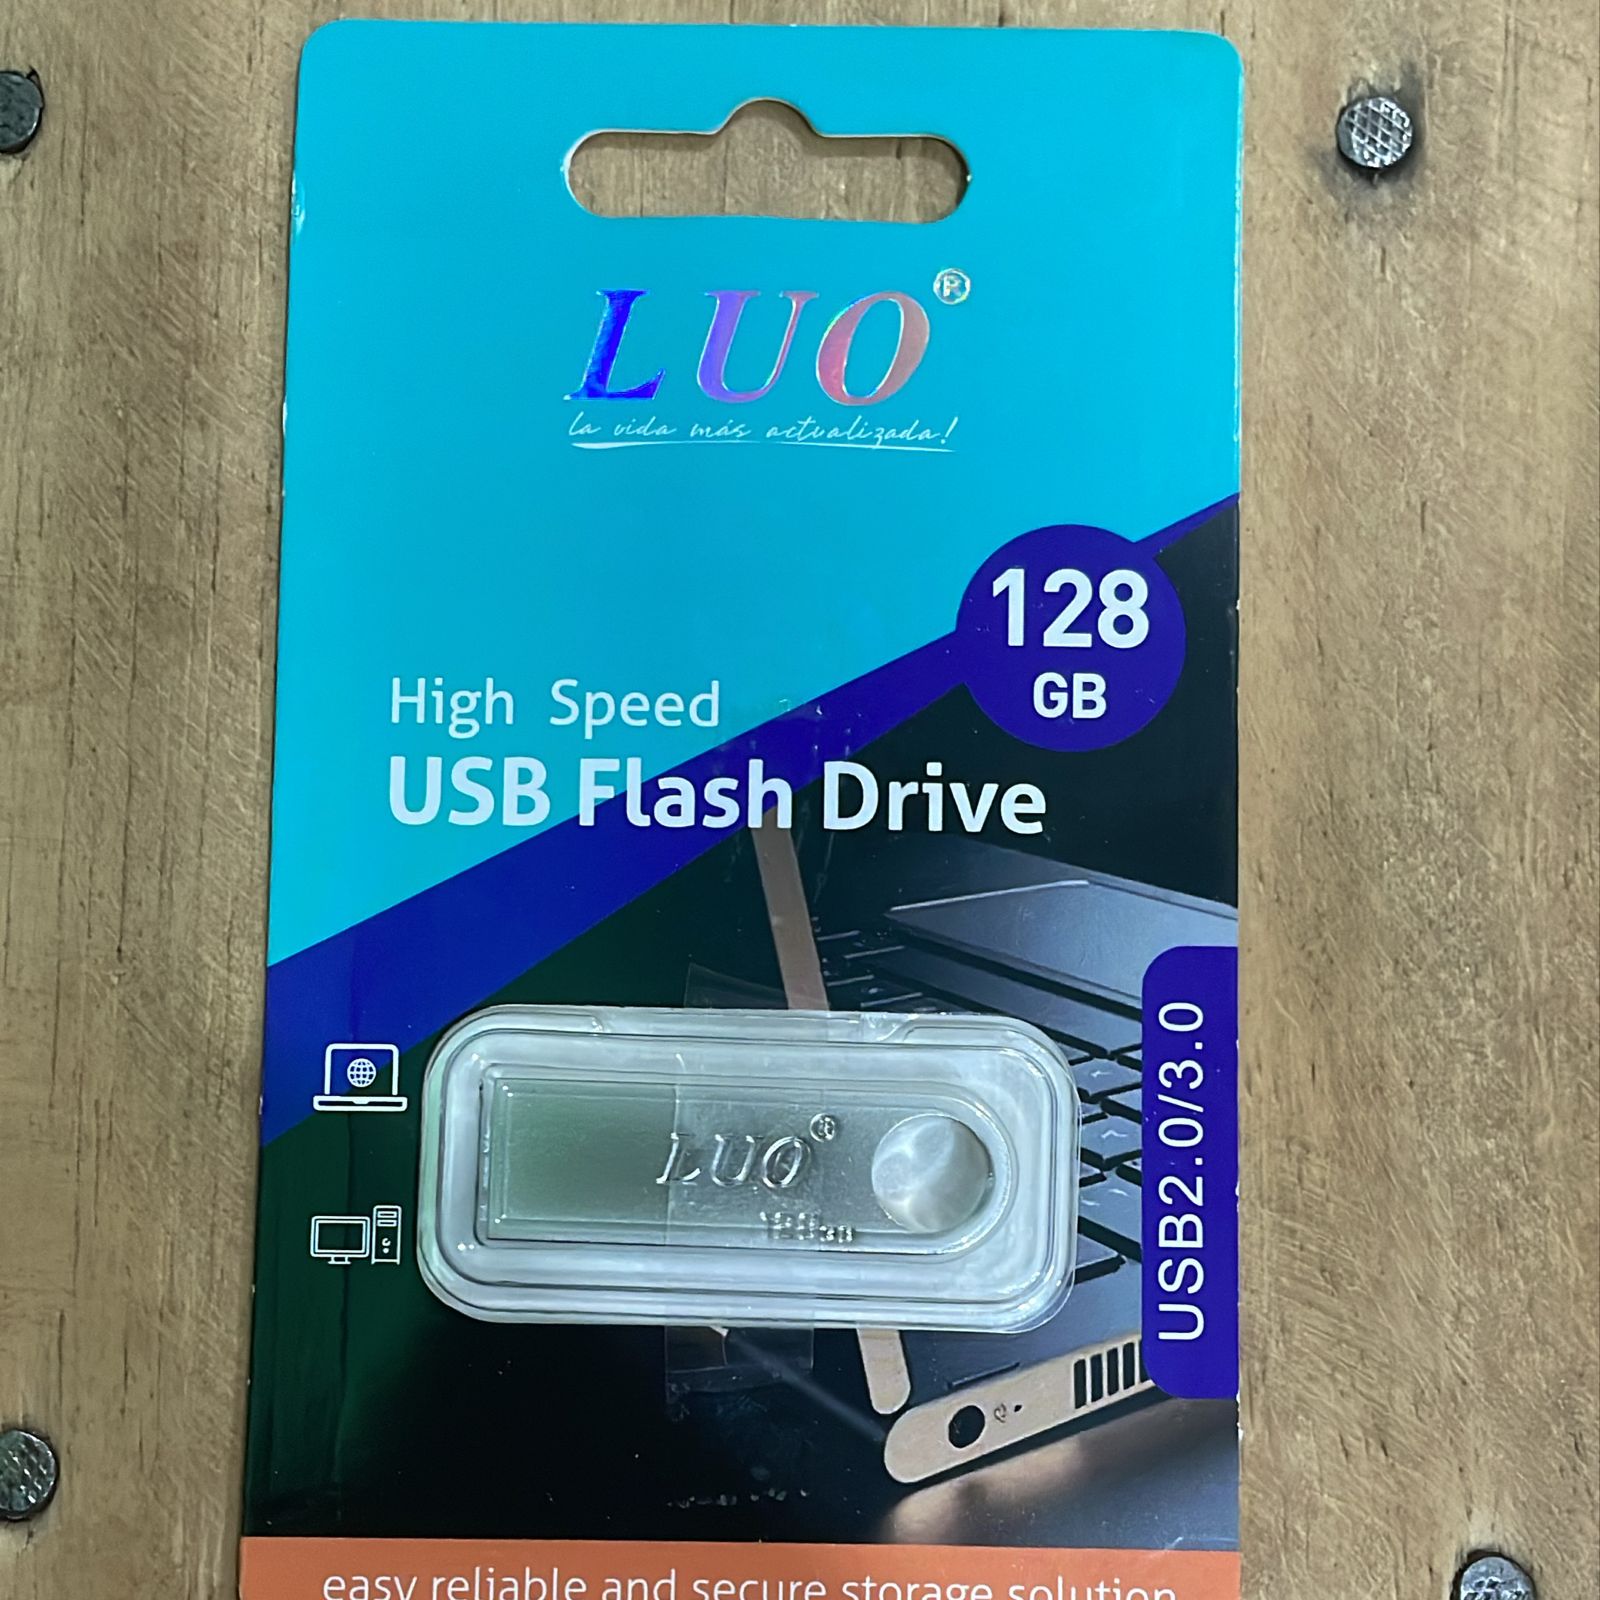 LUO®
la vida más actualizada!
128
GB
High Speed
USB Flash Drive
USB2.0/3.0
LUO®
128GB
easy reliable and secure storage solution